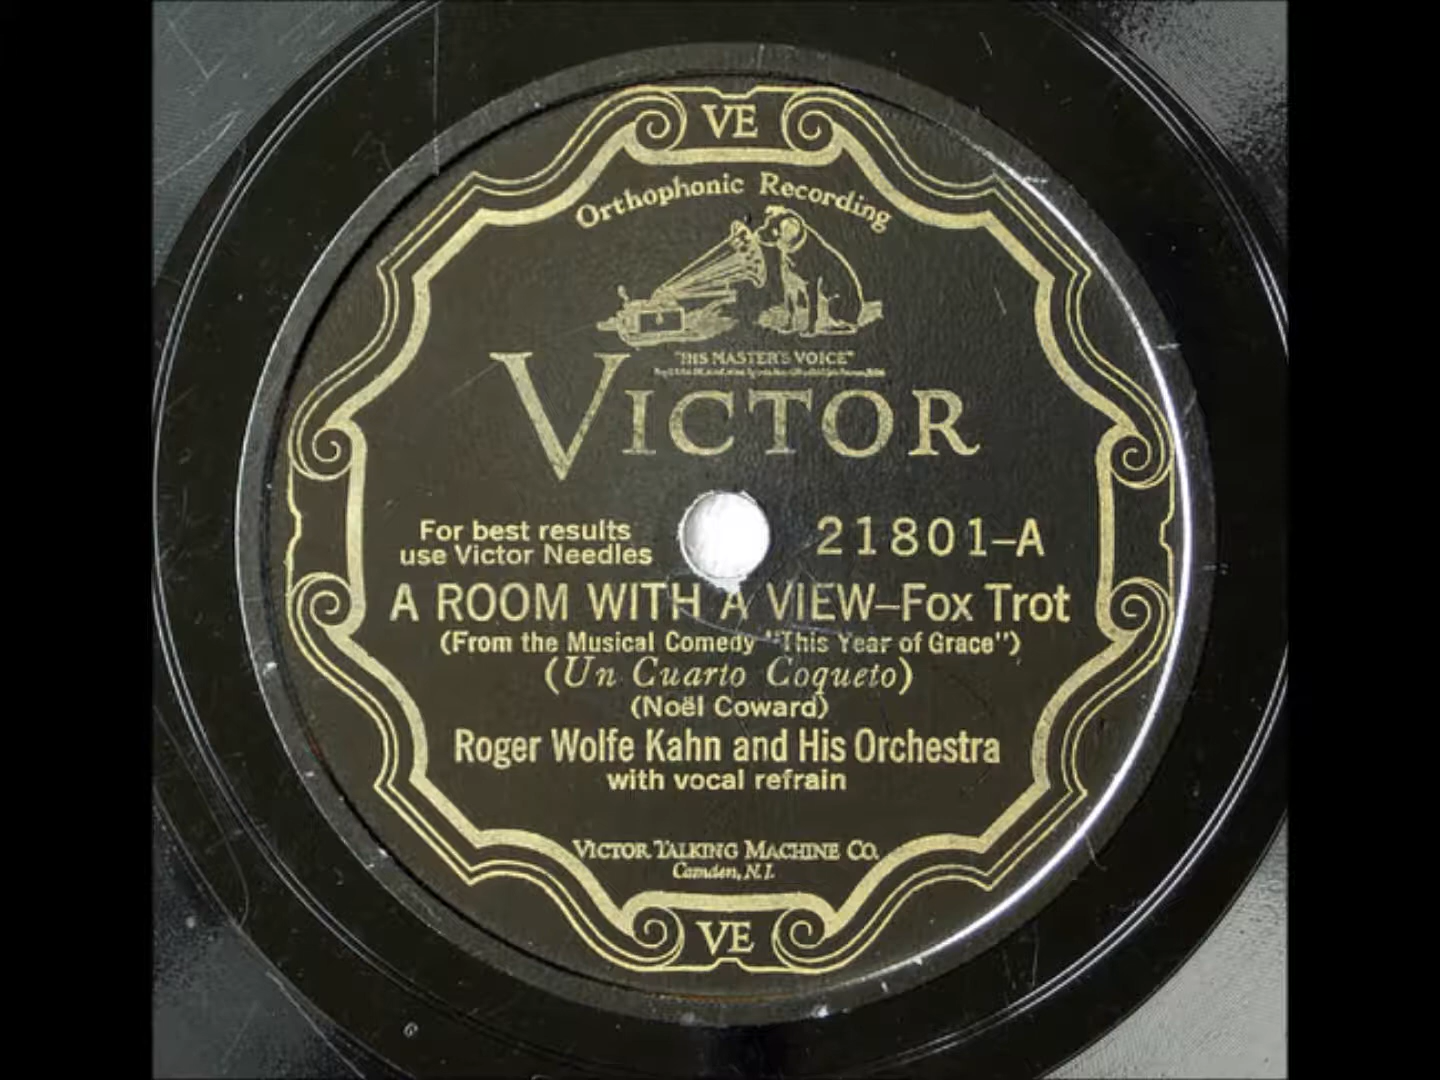 VE
Orthophonic Recording
"HIS MASTER'S VOICE"
VICTOR
For best results
use Victor Needles
21801-A
A ROOM WITH A VIEW-Fox Trot
(From the Musical Comedy "This Year of Grace")
(Un Cuarto Coqueto)
(Noël Coward)
Roger Wolfe Kahn and His Orchestra
with vocal refrain
VICTOR TALKING MACHINE CO.
Camden, N.J.
VE
G